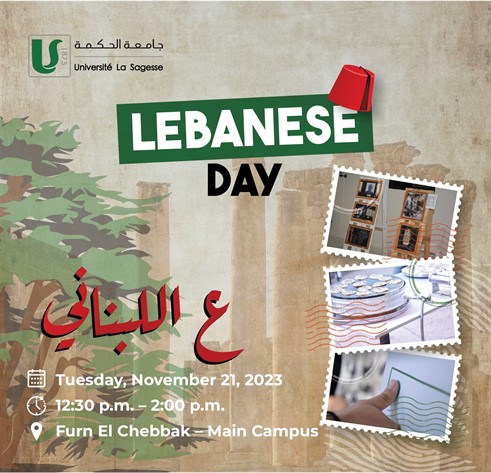 جامعة الحكمة
Université La Sagesse
1875
LEBANESE
DAY
ع اللبناني
Tuesday, November 21, 2023
12:30 p.m. – 2:00 p.m.
Furn El Chebbak – Main Campus